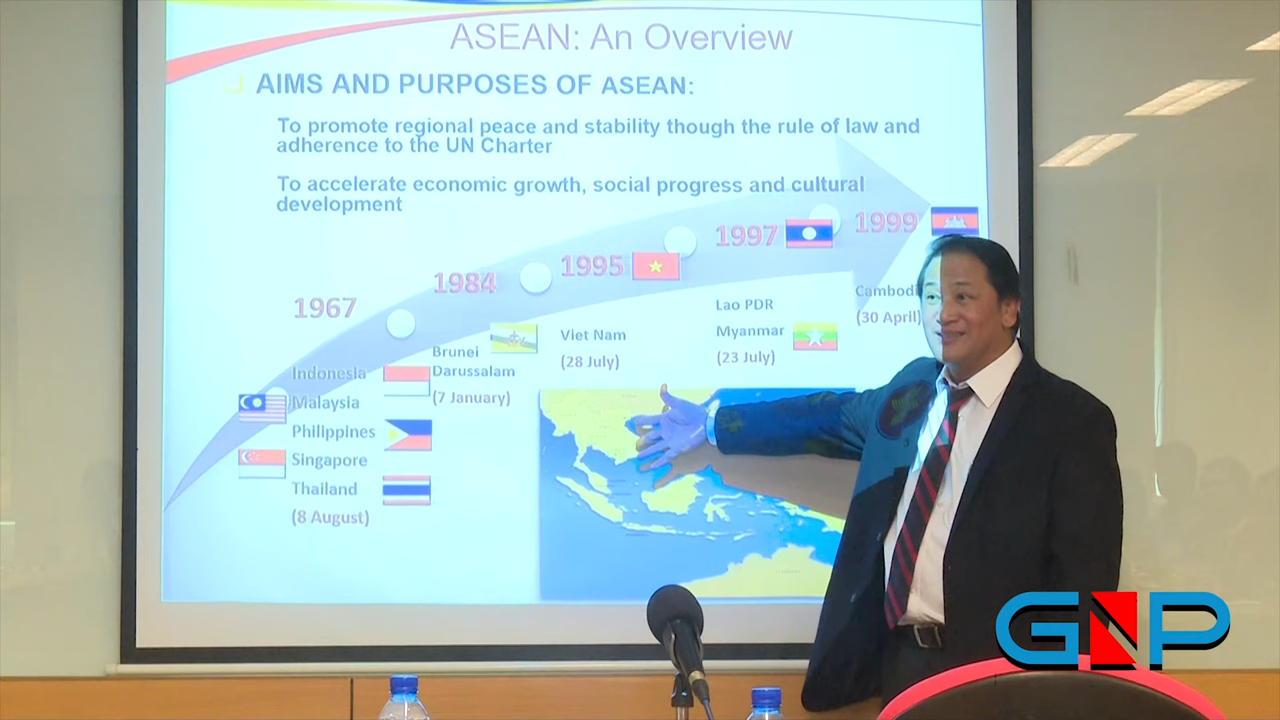 ASEAN: An Overview
AIMS AND PURPOSES OF ASEAN:
To promote regional peace and stability though the rule of law and
adherence to the UN Charter
To accelerate economic growth, social progress and cultural
development
1967
1984
1995
1997
1999
Indonesia
Malaysia
Philippines
Singapore
Thailand
(8 August)
Brunei
Darussalam
(7 January)
Viet Nam
(28 July)
Lao PDR
Myanmar
(23 July)
Cambodi
(30 April)
GNP